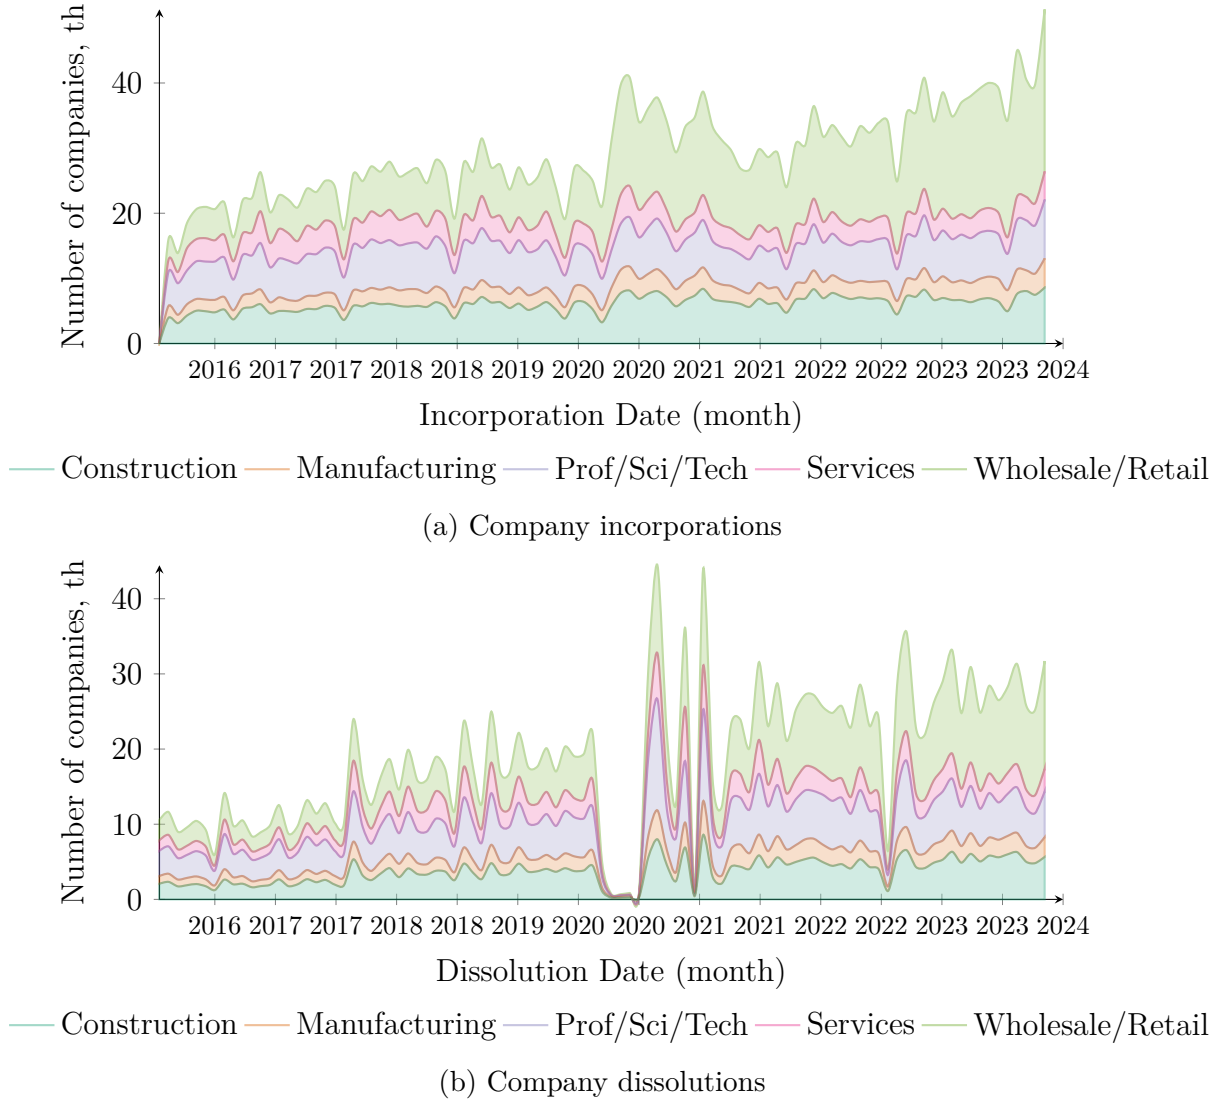 Number of companies, th
40
20
0
2016 2017 2017 2018 2018 2019 2020 2020 2021 2021 2022 2022 2023 2023 2024
Incorporation Date (month)
Construction Manufacturing Prof/Sci/Tech Services Wholesale/Retail
(a) Company incorporations
Number of companies, th
40
30
20
10
0
2016 2017 2017 2018 2018 2019 2020 2020 2021 2021 2022 2022 2023 2023 2024
Dissolution Date (month)
Construction Manufacturing Prof/Sci/Tech Services Wholesale/Retail
(b) Company dissolutions